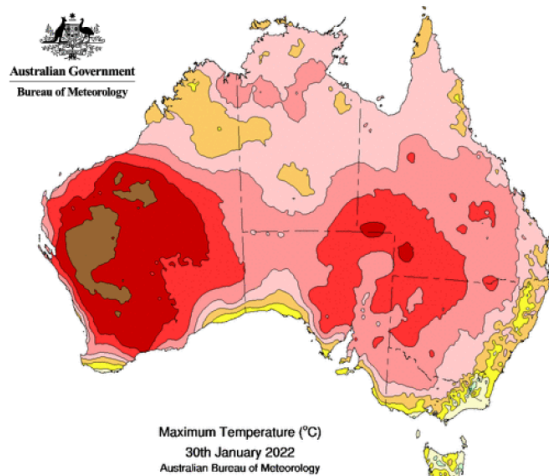 Australian Government
Bureau of Meteorology
Maximum Temperature (°C)
30th January 2022
Australian Bureau of Meteorology